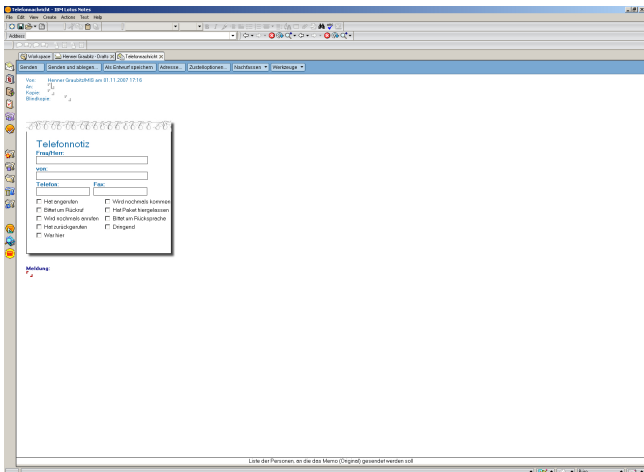 Telefonnachricht - IBM Lotus Notes
File Edit View Create Actions Text Help
Address
Workspace Henner Graubitz - Drafts Telefonnachricht
Senden Senden und ablegen... Als Entwurf speichern Adresse... Zustelloptionen... Nachfassen Werkzeuge
Von: Henner Graubitz/MIS am 01.11.2007 17:16
An:
Kopie:
Blindkopie:
Telefonnotiz
Frau/Herr:
von:
Telefon: Fax:
Hat angerufen Wird nochmals kommen
Bittet um Rückruf Hat Paket hiergelassen
Wird nochmals anrufen Bittet um Rücksprache
Hat zurückgerufen Dringend
War hier
Meldung:
Liste der Personen, an die das Memo (Original) gesendet werden soll.